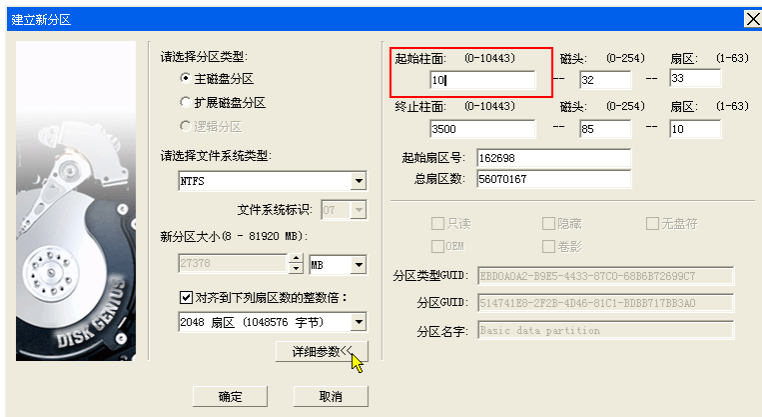 建立新分区
请选择分区类型:
主磁盘分区
扩展磁盘分区
逻辑分区
请选择文件系统类型:
NTFS
文件系统标识: 07
新分区大小(8 - 81920 MB):
27378 MB
对齐到下列扇区数的整数倍:
2048 扇区 (1048576 字节)
详细参数<<
确定 取消
DISK GENIUS
起始柱面: (0-10443) 磁头: (0-254) 扇区: (1-63)
10 -- 32 -- 33
终止柱面: (0-10443) 磁头: (0-254) 扇区: (1-63)
3500 -- 85 -- 10
起始扇区号: 162698
总扇区数: 56070167
只读 隐藏 无盘符
OEM 卷影
分区类型GUID: EBD0A0A2-B9E5-4433-87C0-68B6B72699C7
分区GUID: 514741E8-2F2B-4D46-81C1-BDBB717BB3A0
分区名字: Basic data partition